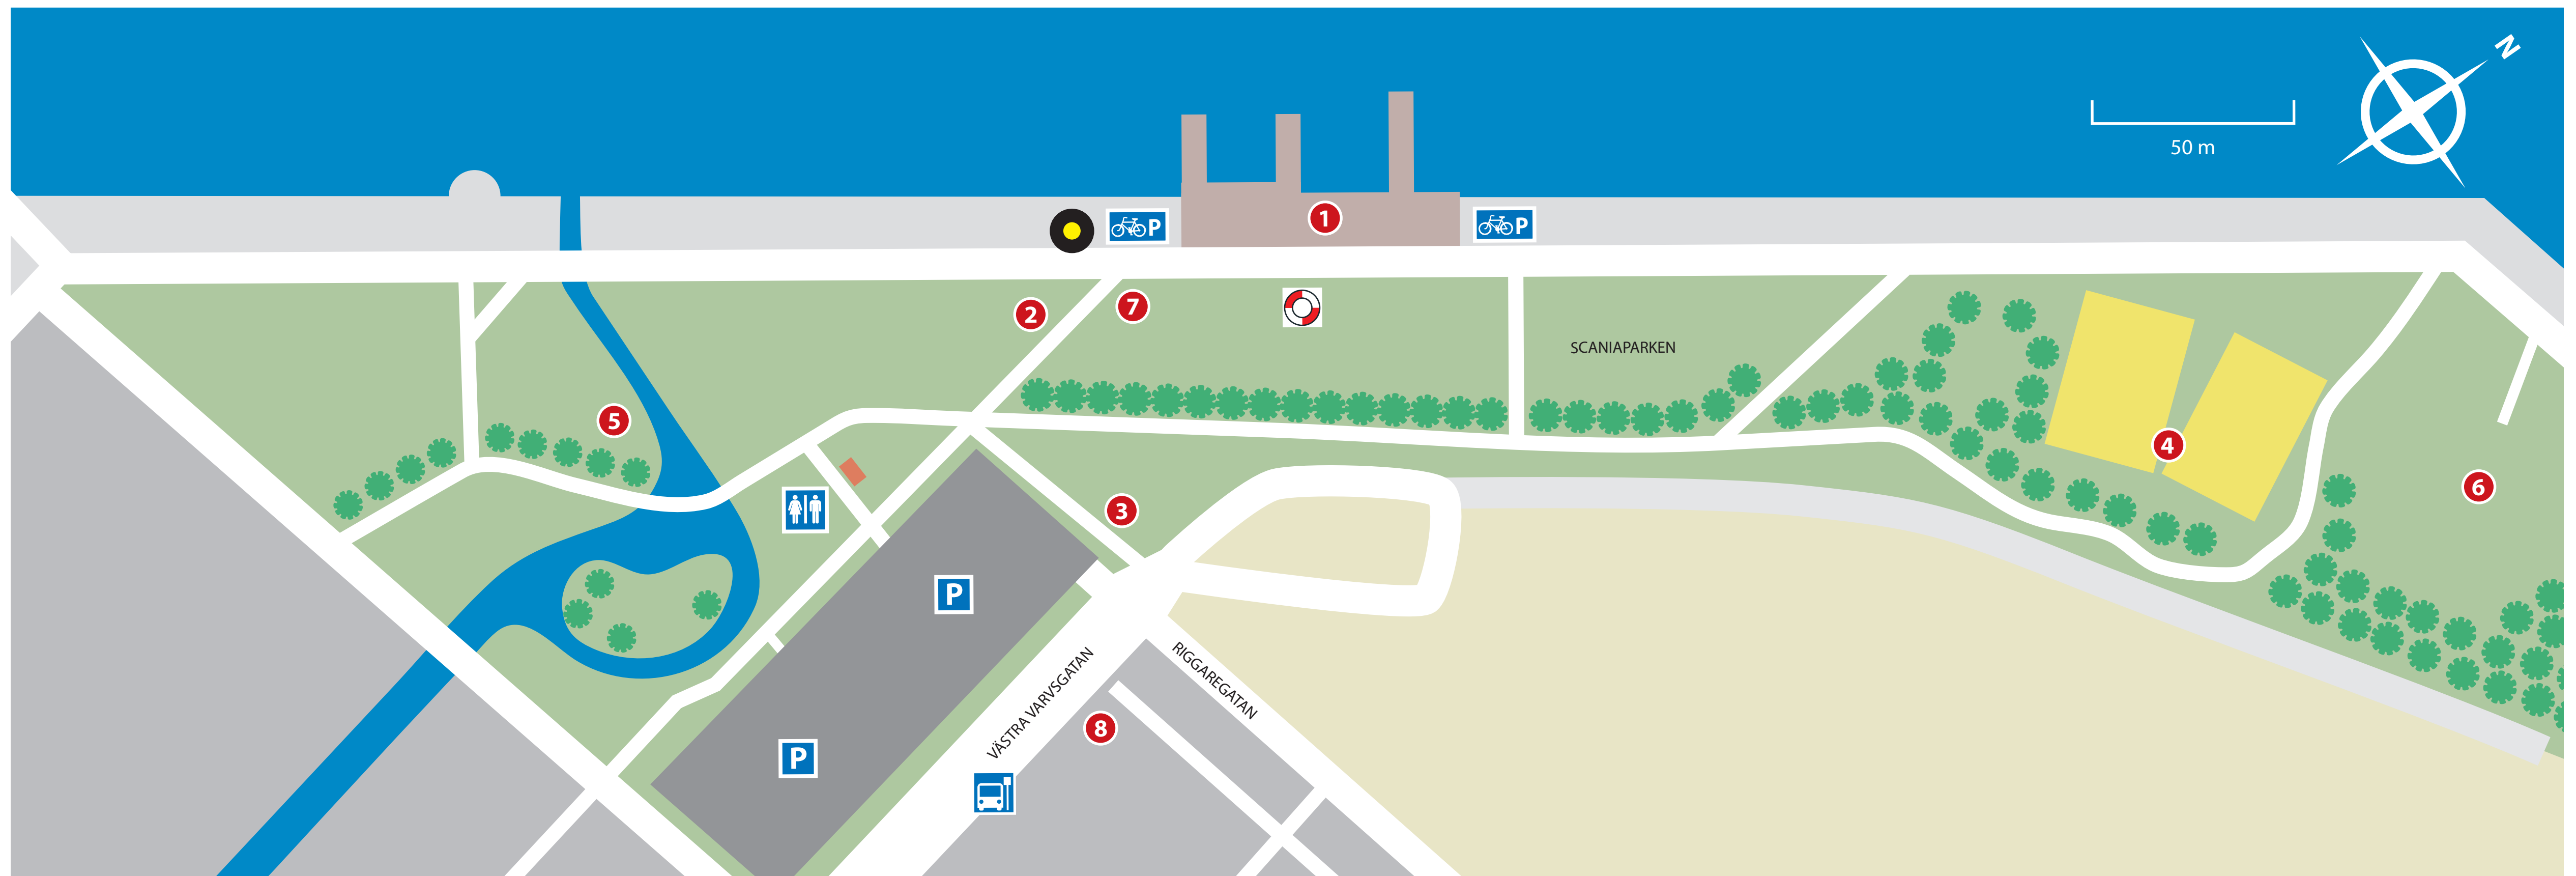 N
50 m
P
1
P
2
7
SCANIAPARKEN
5
4
6
3
P
P
VÄSTRA VARVSGATAN
RIGGAREGATAN
8